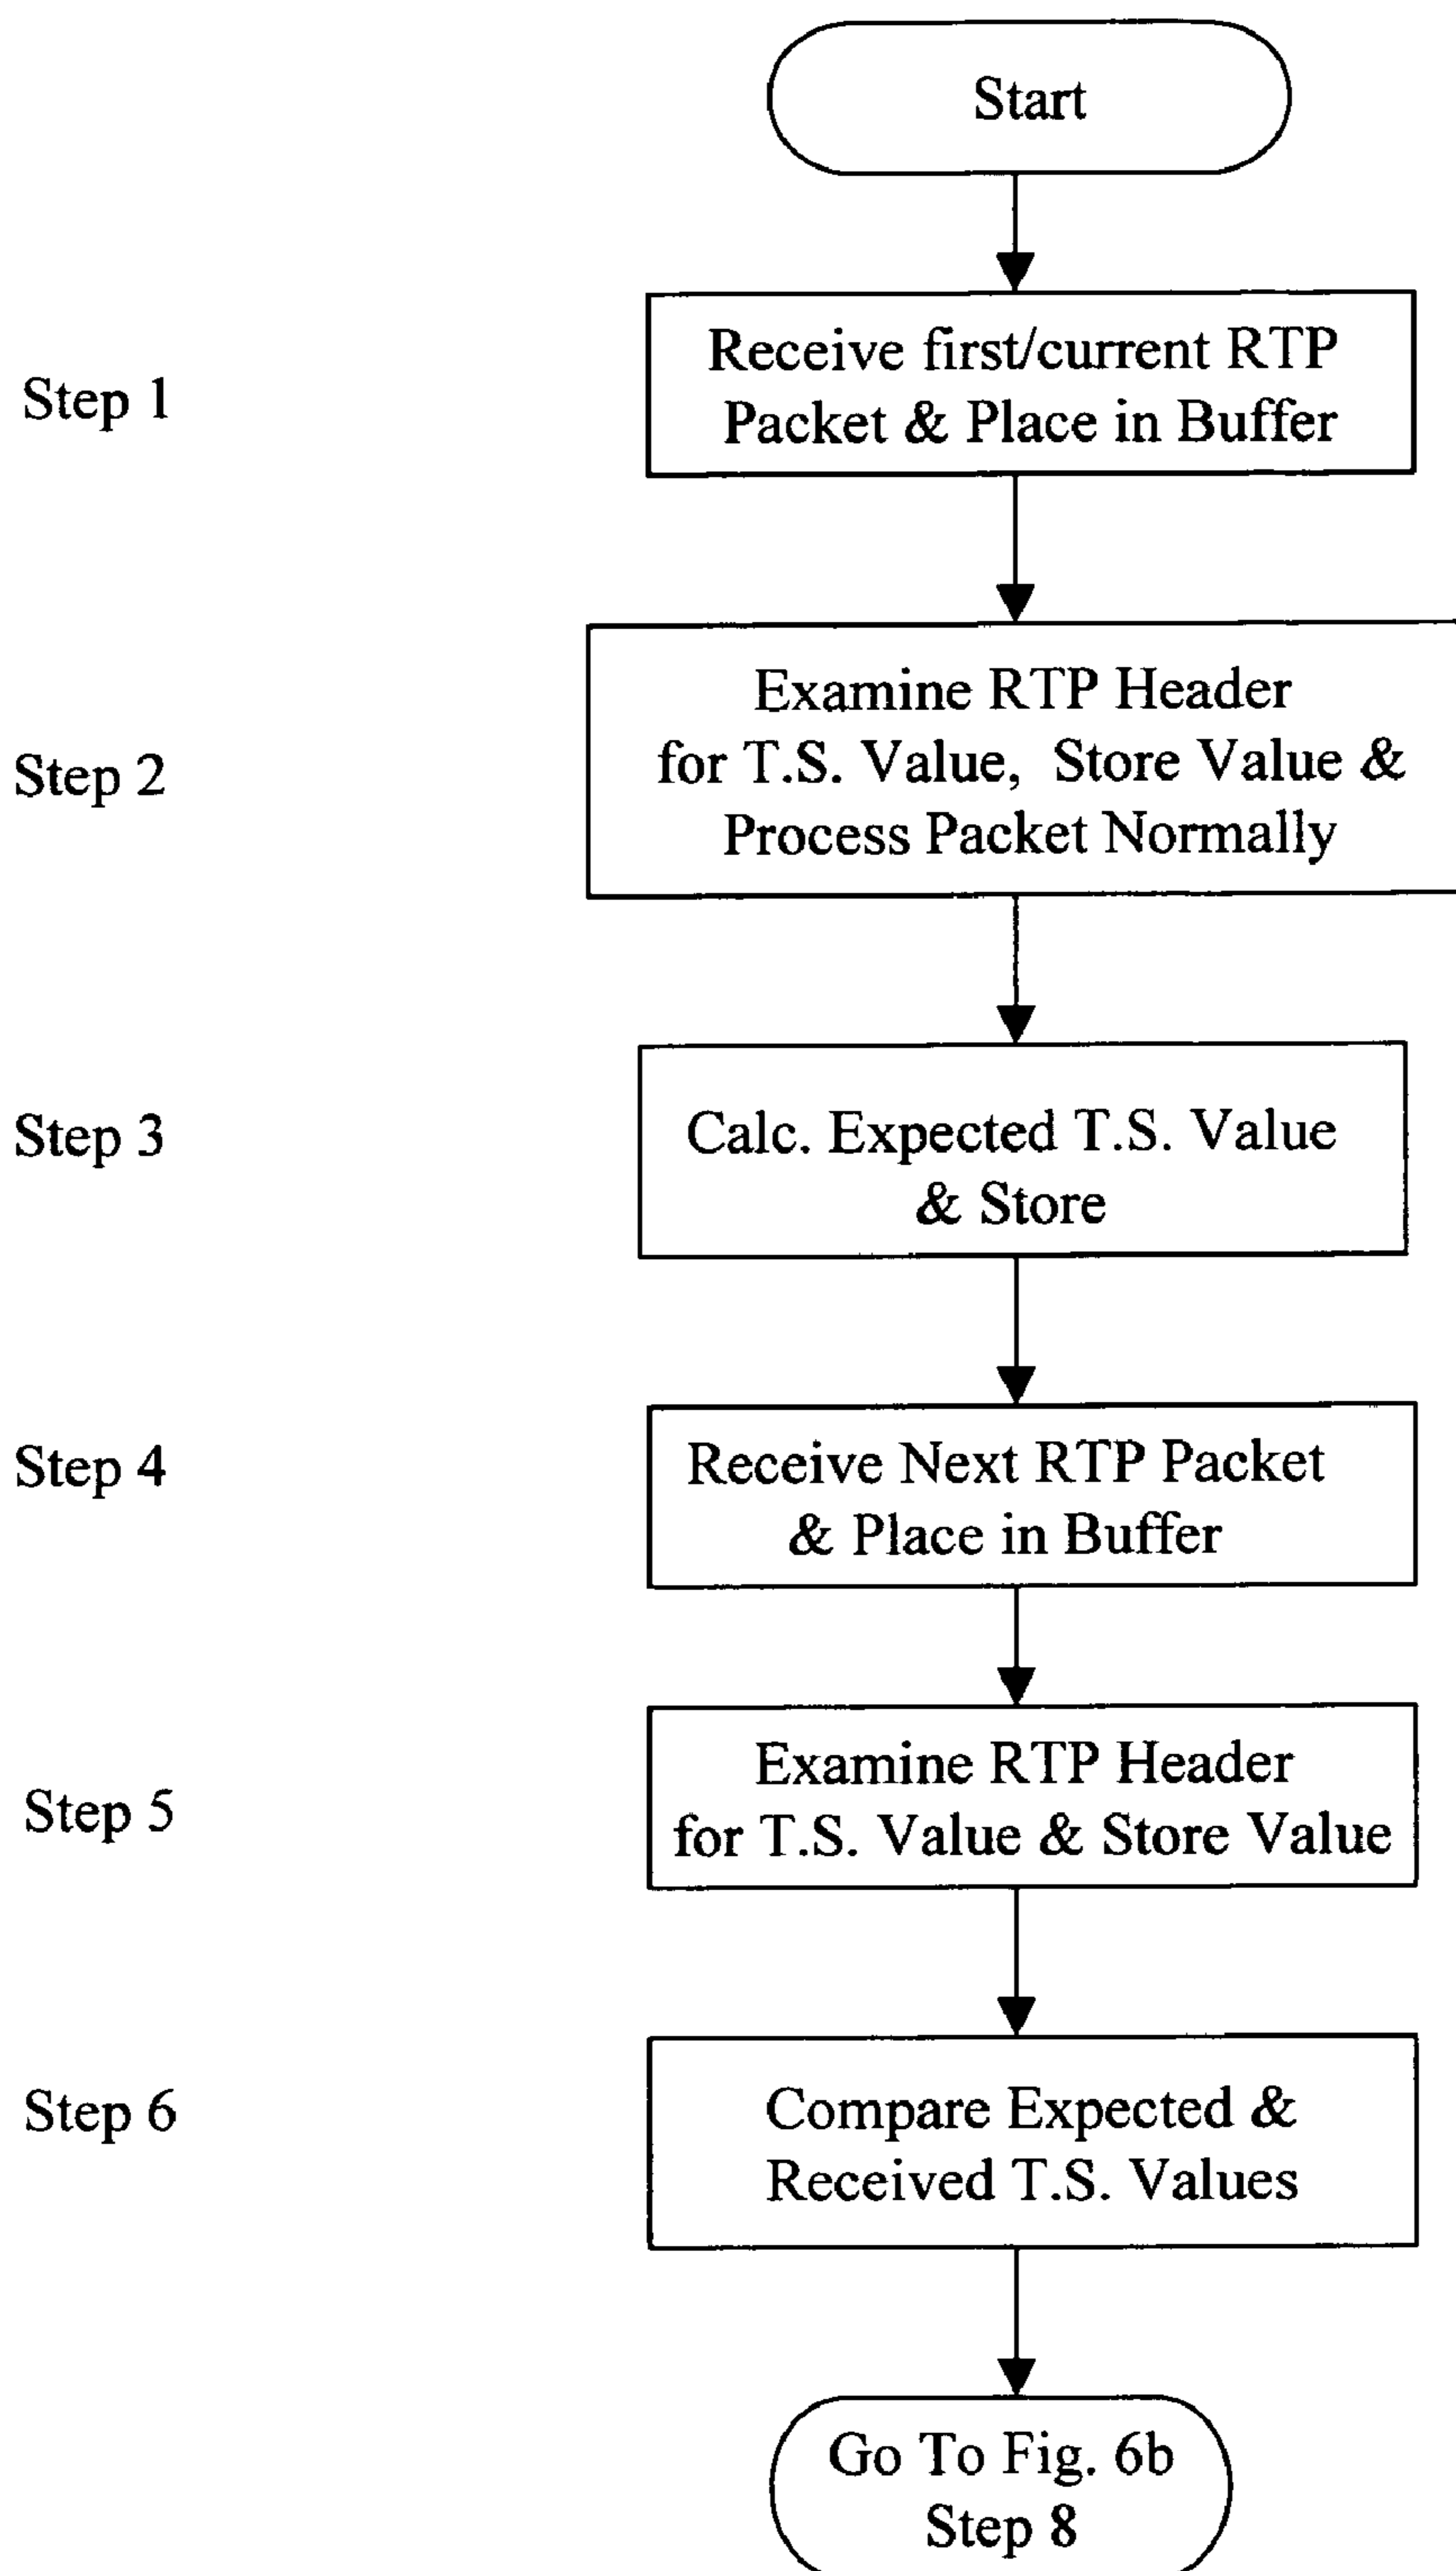 Start
Step 1
Receive first/current RTP
Packet & Place in Buffer
Step 2
Examine RTP Header
for T.S. Value, Store Value &
Process Packet Normally
Step 3
Calc. Expected T.S. Value
& Store
Step 4
Receive Next RTP Packet
& Place in Buffer
Step 5
Examine RTP Header
for T.S. Value & Store Value
Step 6
Compare Expected &
Received T.S. Values
Go To Fig. 6b
Step 8